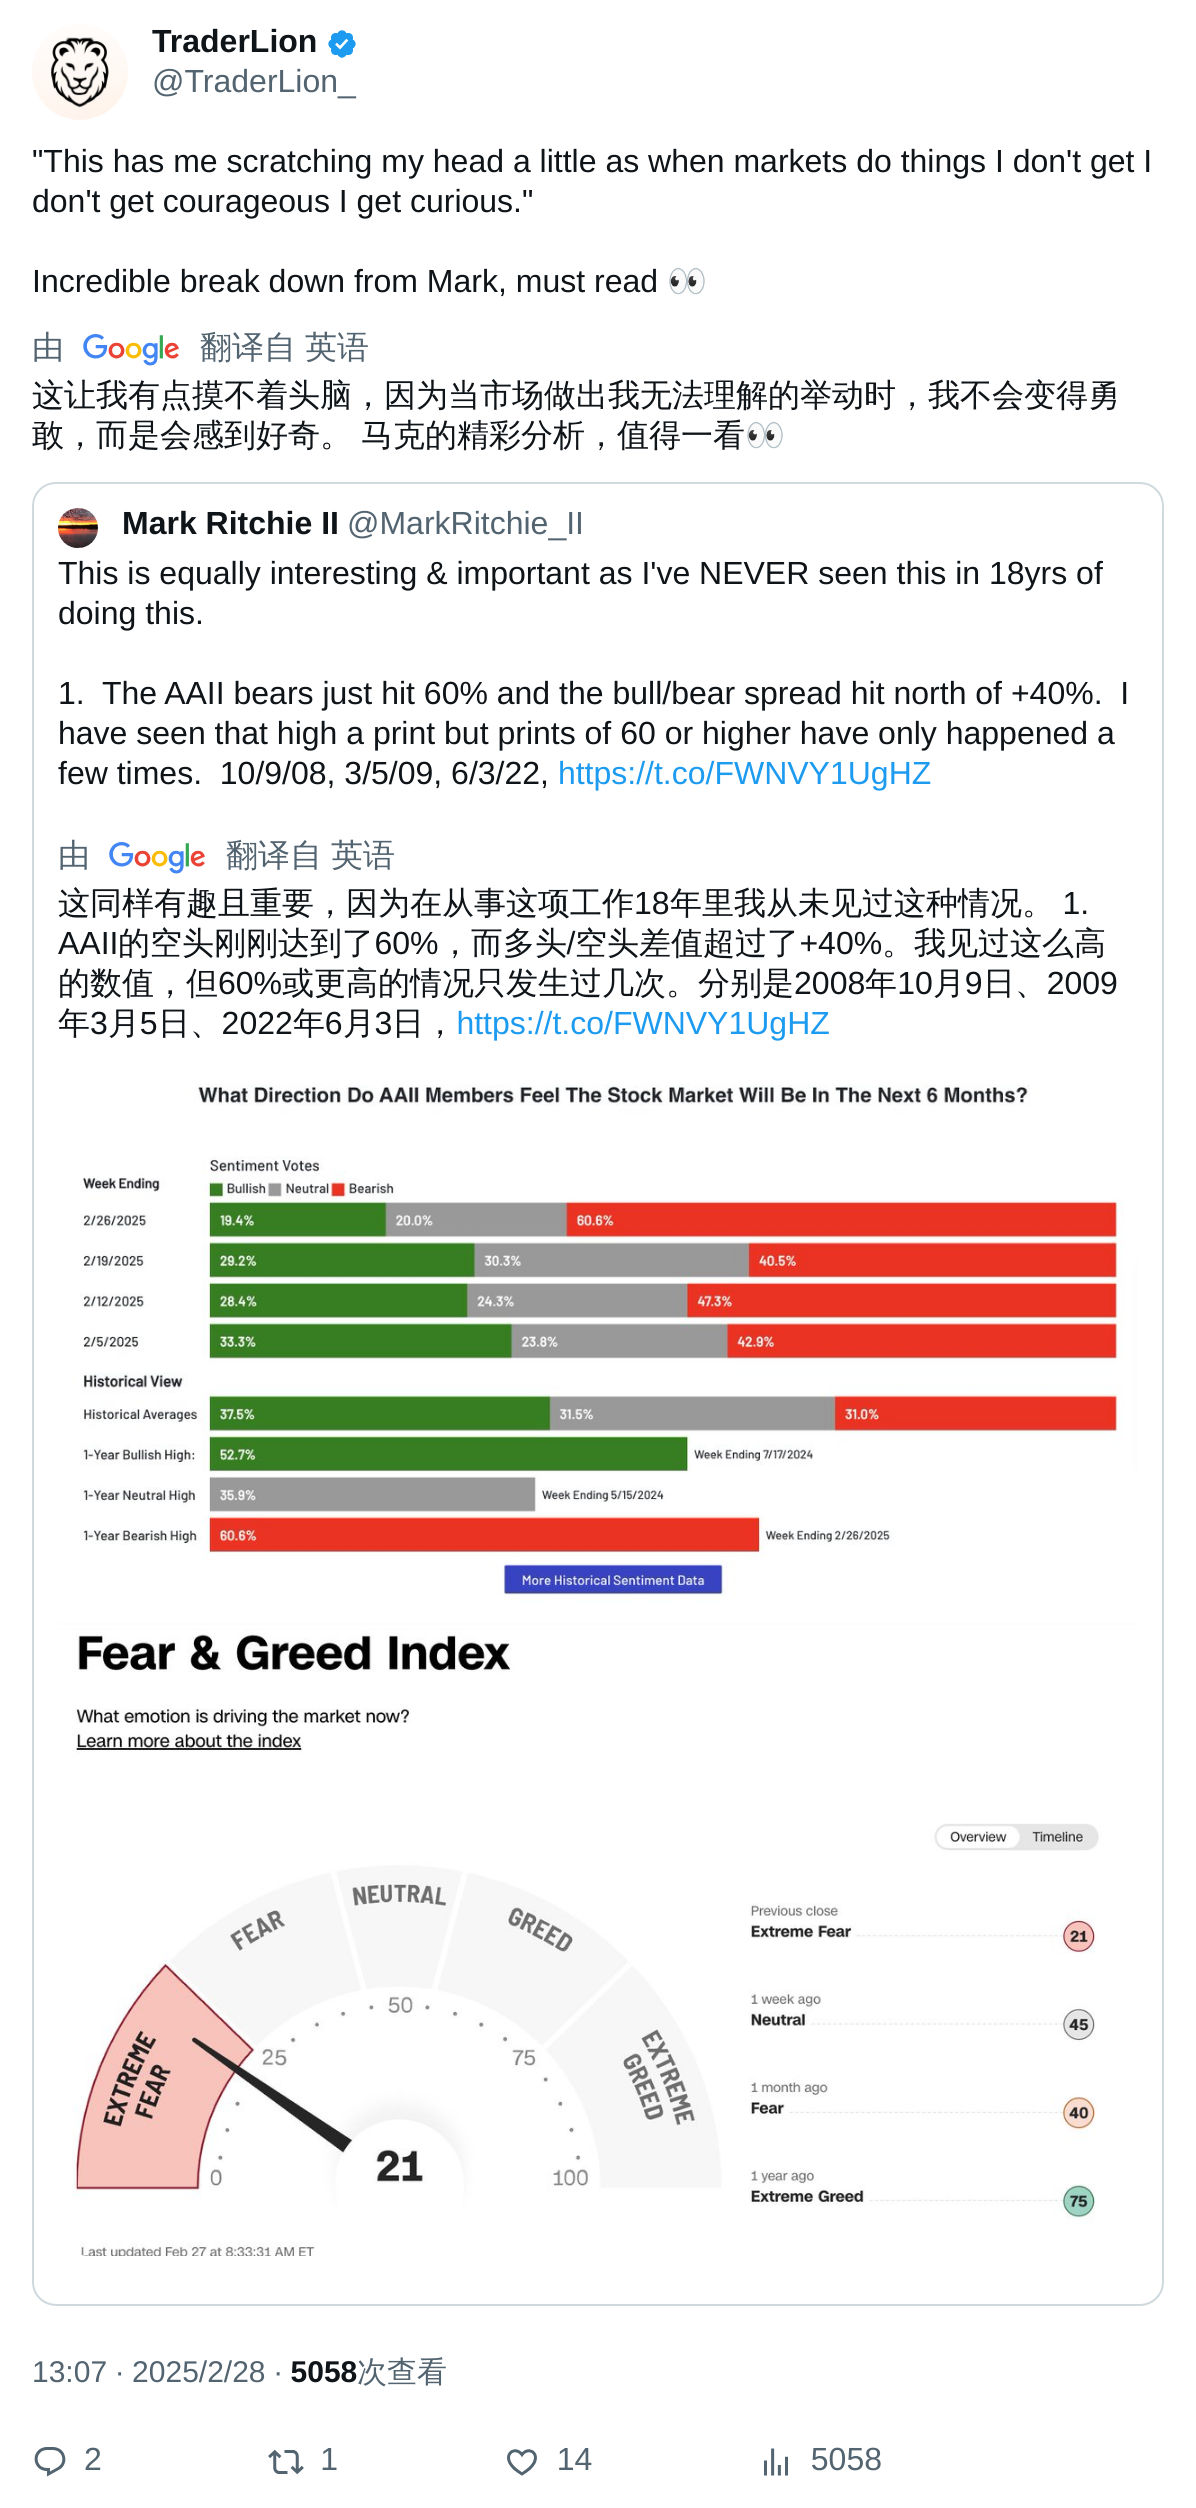 TraderLion
@TraderLion_
"This has me scratching my head a little as when markets do things I don't get I
don't get courageous I get curious."
Incredible break down from Mark, must read 👀
由 Google 翻译自 英语
这让我有点摸不着头脑，因为当市场做出我无法理解的举动时，我不会变得勇
敢，而是会感到好奇。 马克的精彩分析，值得一看👀
Mark Ritchie II @MarkRitchie_II
This is equally interesting & important as I've NEVER seen this in 18yrs of
doing this.
1.  The AAII bears just hit 60% and the bull/bear spread hit north of +40%.  I
have seen that high a print but prints of 60 or higher have only happened a
few times.  10/9/08, 3/5/09, 6/3/22, https://t.co/FWNVY1UgHZ
由 Google 翻译自 英语
这同样有趣且重要，因为在从事这项工作18年里我从未见过这种情况。 1.
AAII的空头刚刚达到了60%，而多头/空头差值超过了+40%。我见过这么高
的数值，但60%或更高的情况只发生过几次。分别是2008年10月9日、2009
年3月5日、2022年6月3日，https://t.co/FWNVY1UgHZ
What Direction Do AAII Members Feel The Stock Market Will Be In The Next 6 Months?
Sentiment Votes
Week Ending
Bullish Neutral Bearish
2/26/2025 19.4% 20.0% 60.6%
2/19/2025 29.2% 30.3% 40.5%
2/12/2025 28.4% 24.3% 47.3%
2/5/2025 33.3% 23.8% 42.9%
Historical View
Historical Averages 37.5% 31.5% 31.0%
1-Year Bullish High: 52.7% Week Ending 7/17/2024
1-Year Neutral High 35.9% Week Ending 5/15/2024
1-Year Bearish High 60.6% Week Ending 2/26/2025
More Historical Sentiment Data
Fear & Greed Index
What emotion is driving the market now?
Learn more about the index
Overview Timeline
EXTREME
FEAR
FEAR
NEUTRAL
GREED
EXTREME
GREED
0
25
50
75
100
21
Previous close
Extreme Fear 21
1 week ago
Neutral 45
1 month ago
Fear 40
1 year ago
Extreme Greed 75
Last updated Feb 27 at 8:33:31 AM ET
13:07 · 2025/2/28 · 5058次查看
2 1 14 5058